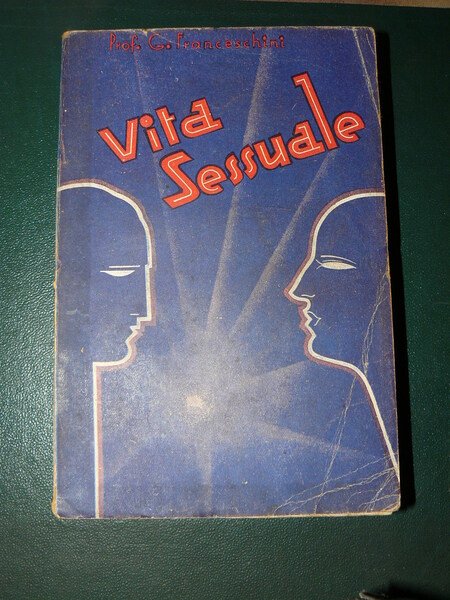 Prof. G. Franceschini
Vita
Sessuale